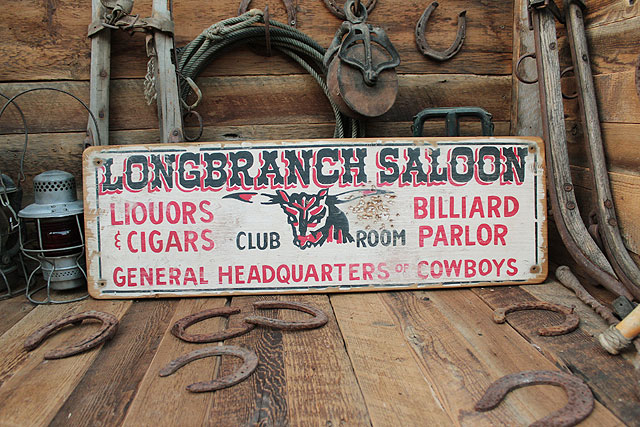 LONGBRANCH SALOON
LIQUORS
& CIGARS
CLUB ROOM
BILLIARD
PARLOR
GENERAL HEADQUARTERS OF COWBOYS